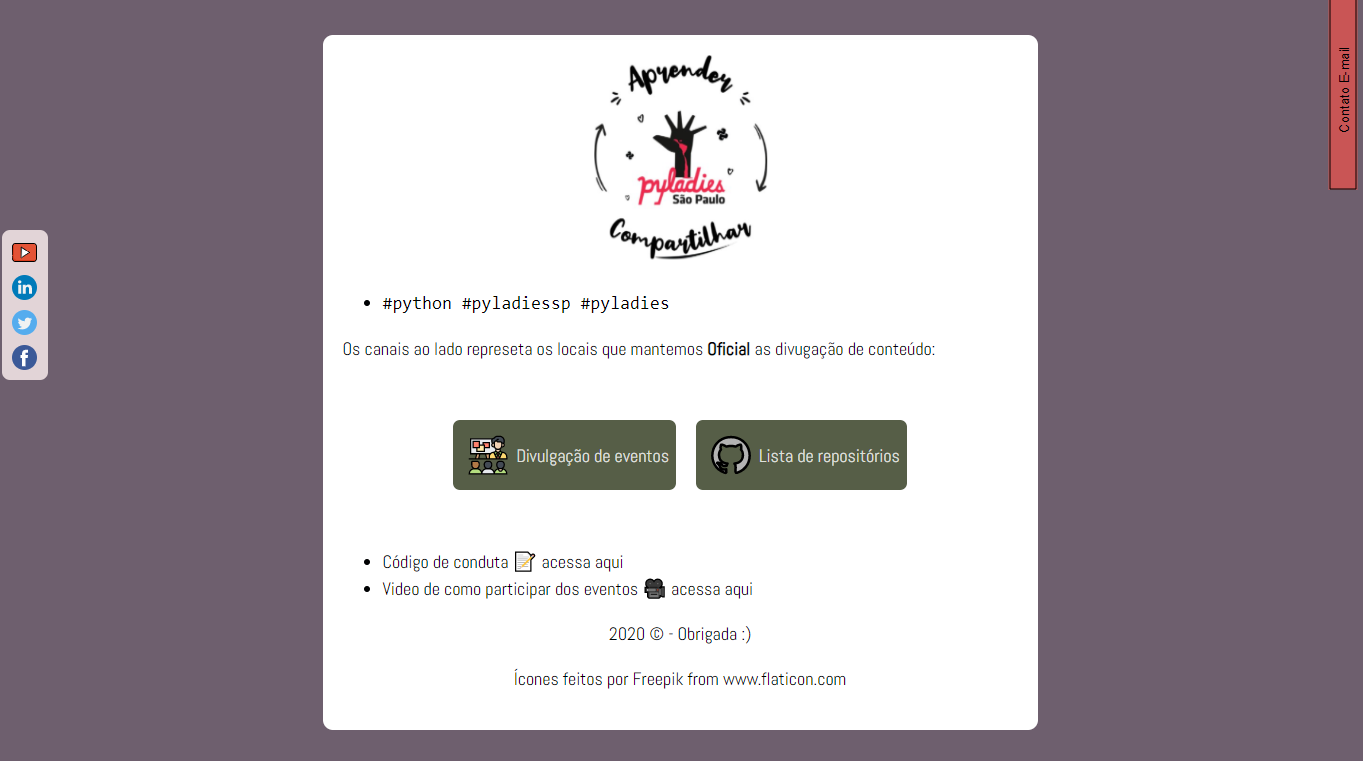 Aprender
pyladies
São Paulo
Compartilhar
Contato E-mail
#python #pyladiessp #pyladies
Os canais ao lado represeta os locais que mantemos Oficial as divugação de conteúdo:
Divulgação de eventos
Lista de repositórios
Código de conduta 📝 acessa aqui
Video de como participar dos eventos 🎥 acessa aqui
2020 © - Obrigada :)
Ícones feitos por Freepik from www.flaticon.com